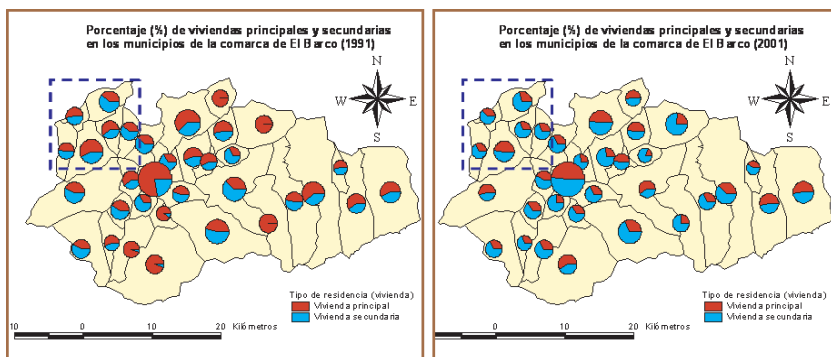 Porcentaje (%) de viviendas principales y secundarias
en los municipios de la comarca de El Barco (1991)
N
W
E
S
Tipo de residencia (vivienda)
Vivienda principal
Vivienda secundaria
10 0 10 20 Kilómetros
Porcentaje (%) de viviendas principales y secundarias
en los municipios de la comarca de El Barco (2001)
N
W
E
S
Tipo de residencia (vivienda)
Vivienda principal
Vivienda secundaria
0 10 20 Kilómetros